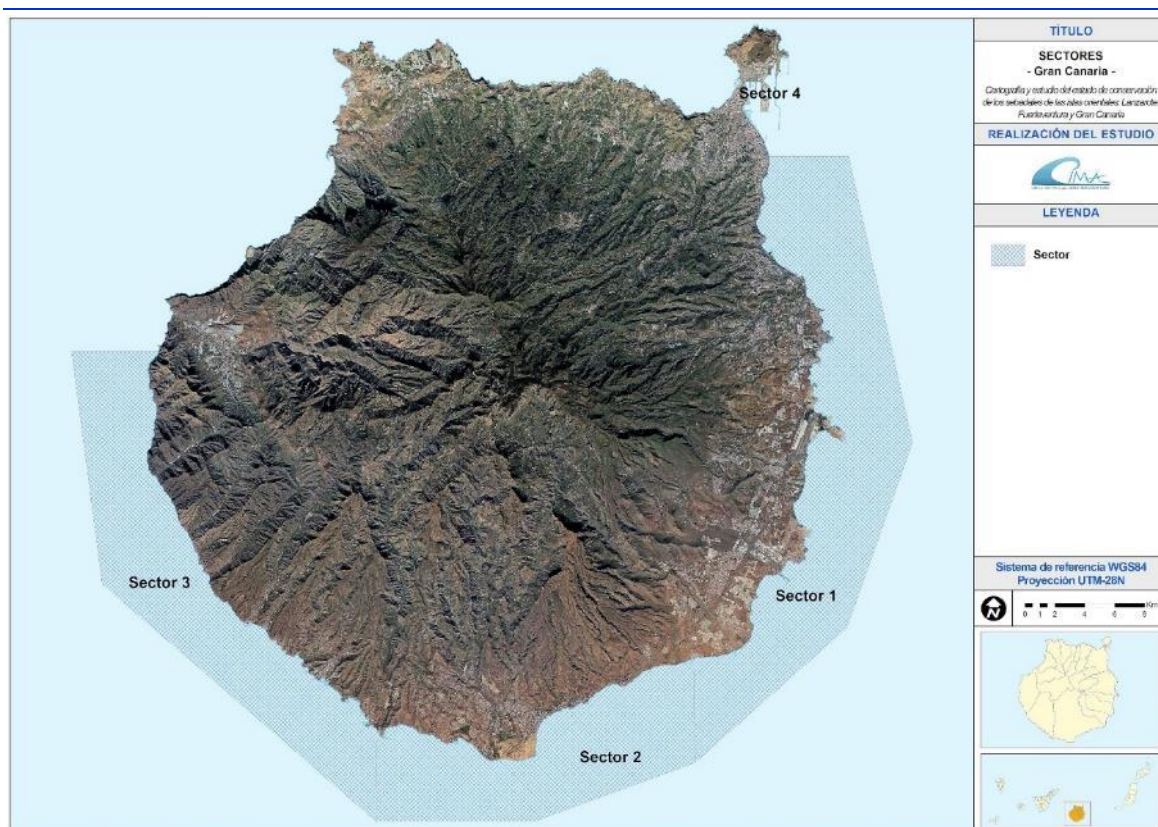 TÍTULO
SECTORES
- Gran Canaria -
Cartografía y estudio del estado de conservación
de los sebadales de las islas orientales: Lanzarote,
Fuerteventura y Gran Canaria
REALIZACIÓN DEL ESTUDIO
CIMA
LEYENDA
Sector
Sistema de referencia WGS84
Proyección UTM-28N
N
Km
0 1 2 4 6 8
Sector 4
Sector 3
Sector 1
Sector 2